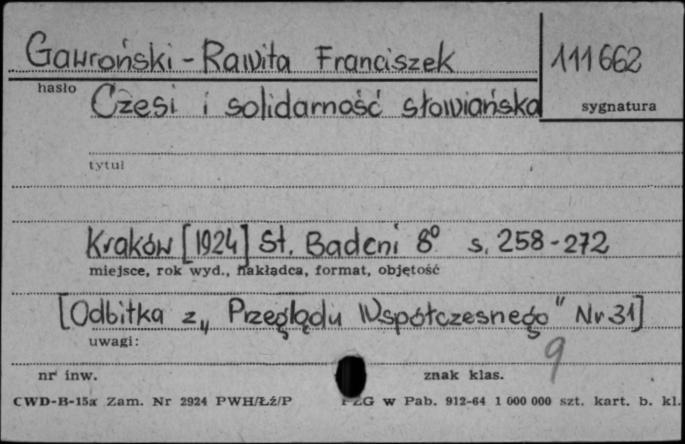 Gawroński-Rawita Franciszek 111662
hasło
Czesi i solidarność słowiańska sygnatura
tytuł
Kraków [1924] St. Badeni 8° s. 258-272
miejsce, rok wyd., nakładca, format, objętość
[Odbitka z „Przeglądu Współczesnego" Nr 31]
uwagi:
9
nr inw. znak klas.
CWD-B-15a Zam. Nr 2924 PWH/Łź/P PZG w Pab. 912-64 1 000 000 szt. kart. b. kl.